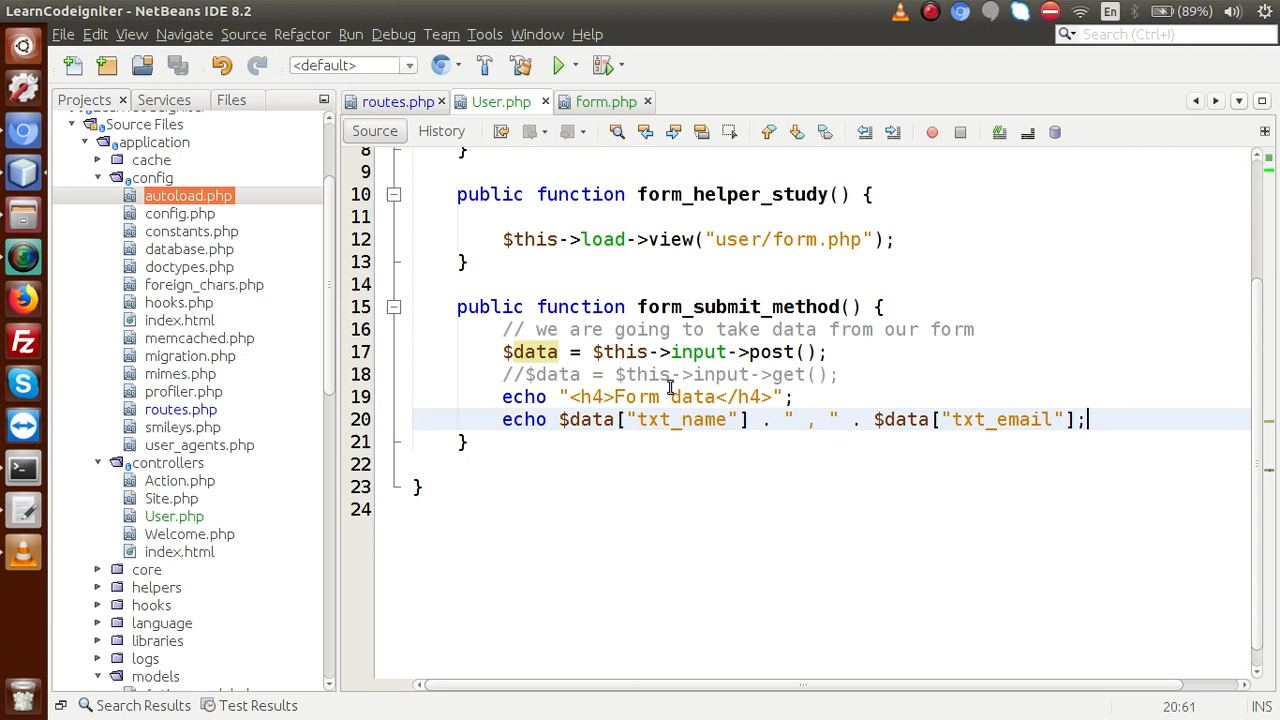 LearnCodeigniter - NetBeans IDE 8.2
En
(89%)
File Edit View Navigate Source Refactor Run Debug Team Tools Window Help
Search (Ctrl+I)
<default>
Projects Services Files
routes.php User.php form.php
Source History
Source Files
application
cache
config
autoload.php
config.php
constants.php
database.php
doctypes.php
foreign_chars.php
hooks.php
index.html
memcached.php
migration.php
mimes.php
profiler.php
routes.php
smileys.php
user_agents.php
controllers
Action.php
Site.php
User.php
Welcome.php
index.html
core
helpers
hooks
language
libraries
logs
models
8 }
9
10 public function form_helper_study() {
11
12 $this->load->view("user/form.php");
13 }
14
15 public function form_submit_method() {
16 // we are going to take data from our form
17 $data = $this->input->post();
18 //$data = $this->input->get();
19 echo "<h4>Form data</h4>";
20 echo $data["txt_name"] . " , " . $data["txt_email"];
21 }
22
23 }
24
Search Results Test Results
20:61 INS